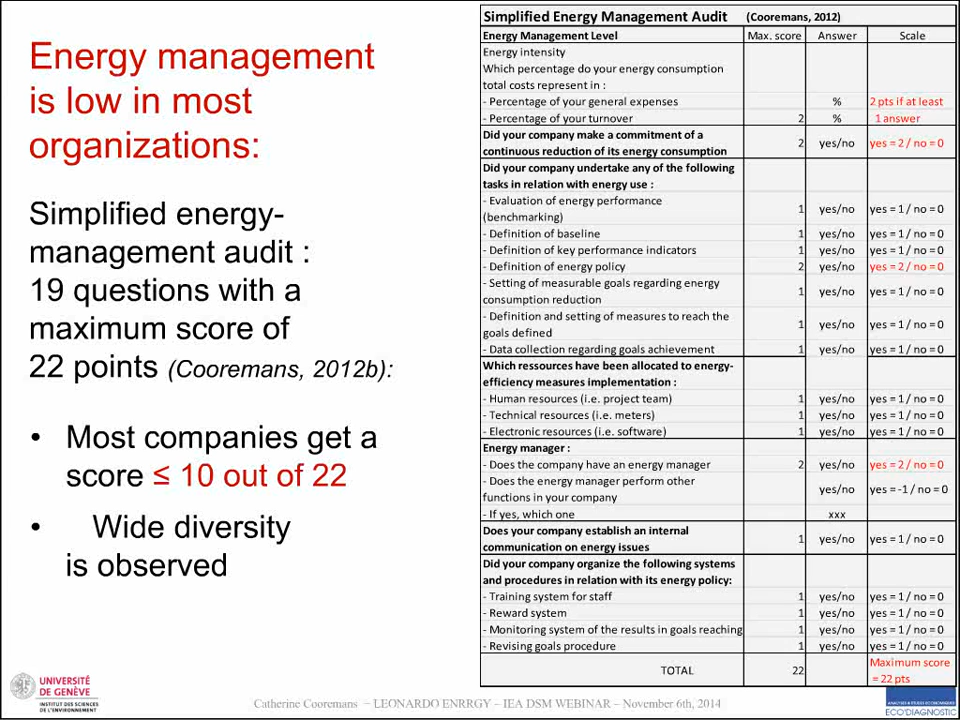 Energy management
is low in most
organizations:
Simplified energy-
management audit :
19 questions with a
maximum score of
22 points (Cooremans, 2012b):
• Most companies get a
score ≤ 10 out of 22
• Wide diversity
is observed
Simplified Energy Management Audit (Cooremans, 2012)
Energy Management Level Max. score Answer Scale
Energy intensity
Which percentage do your energy consumption
total costs represent in :
- Percentage of your general expenses % 2 pts if at least
- Percentage of your turnover 2 % 1 answer
Did your company make a commitment of a
continuous reduction of its energy consumption 2 yes/no yes = 2 / no = 0
Did your company undertake any of the following
tasks in relation with energy use :
- Evaluation of energy performance
(benchmarking) 1 yes/no yes = 1 / no = 0
- Definition of baseline 1 yes/no yes = 1 / no = 0
- Definition of key performance indicators 1 yes/no yes = 1 / no = 0
- Definition of energy policy 2 yes/no yes = 2 / no = 0
- Setting of measurable goals regarding energy
consumption reduction 1 yes/no yes = 1 / no = 0
- Definition and setting of measures to reach the
goals defined 1 yes/no yes = 1 / no = 0
- Data collection regarding goals achievement 1 yes/no yes = 1 / no = 0
Which ressources have been allocated to energy-
efficiency measures implementation :
- Human resources (i.e. project team) 1 yes/no yes = 1 / no = 0
- Technical resources (i.e. meters) 1 yes/no yes = 1 / no = 0
- Electronic resources (i.e. software) 1 yes/no yes = 1 / no = 0
Energy manager :
- Does the company have an energy manager 2 yes/no yes = 2 / no = 0
- Does the energy manager perform other
functions in your company yes/no yes = -1 / no = 0
- If yes, which one xxx
Does your company establish an internal
communication on energy issues 1 yes/no yes = 1 / no = 0
Did your company organize the following systems
and procedures in relation with its energy policy:
- Training system for staff 1 yes/no yes = 1 / no = 0
- Reward system 1 yes/no yes = 1 / no = 0
- Monitoring system of the results in goals reaching 1 yes/no yes = 1 / no = 0
- Revising goals procedure 1 yes/no yes = 1 / no = 0
TOTAL 22 Maximum score
= 22 pts
UNIVERSITÉ
DE GENÈVE
INSTITUT DES SCIENCES
DE L'ENVIRONNEMENT
Catherine Cooremans – LEONARDO ENRRGY – IEA DSM WEBINAR – November 6th, 2014
ANALYSES & ETUDES ECONOMIQUES
ECO'DIAGNOSTIC